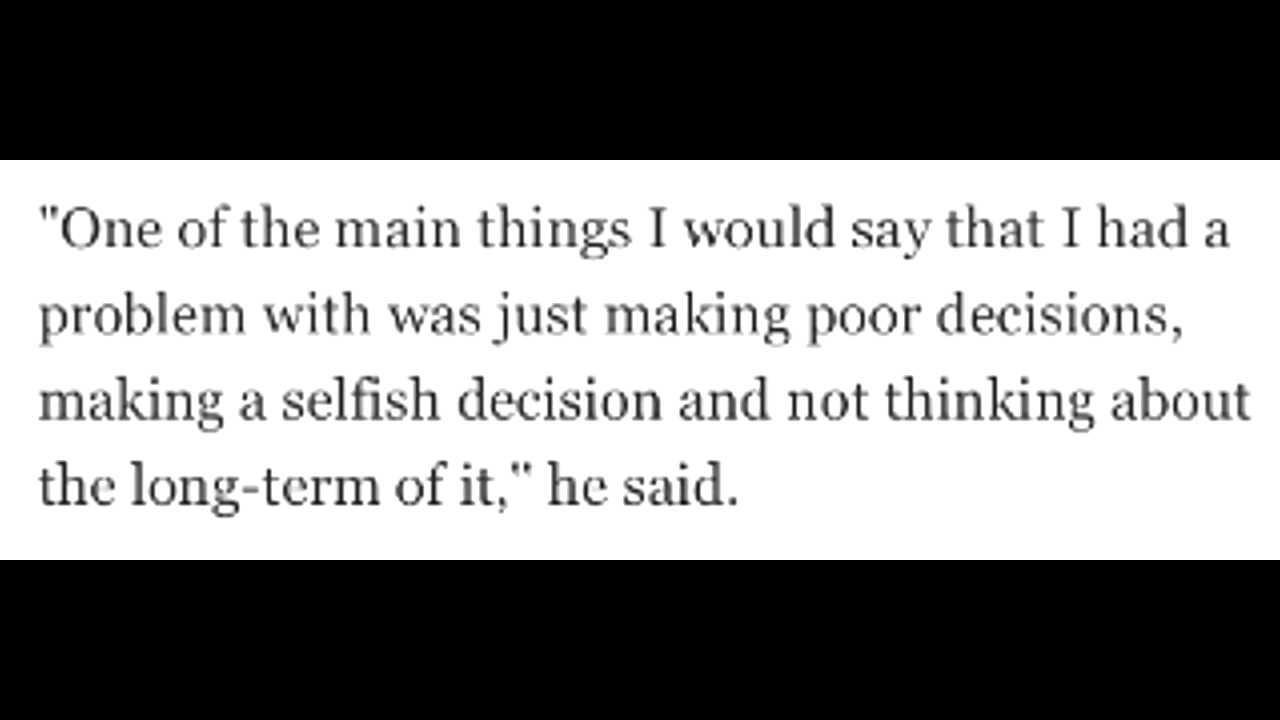 "One of the main things I would say that I had a
problem with was just making poor decisions,
making a selfish decision and not thinking about
the long-term of it," he said.